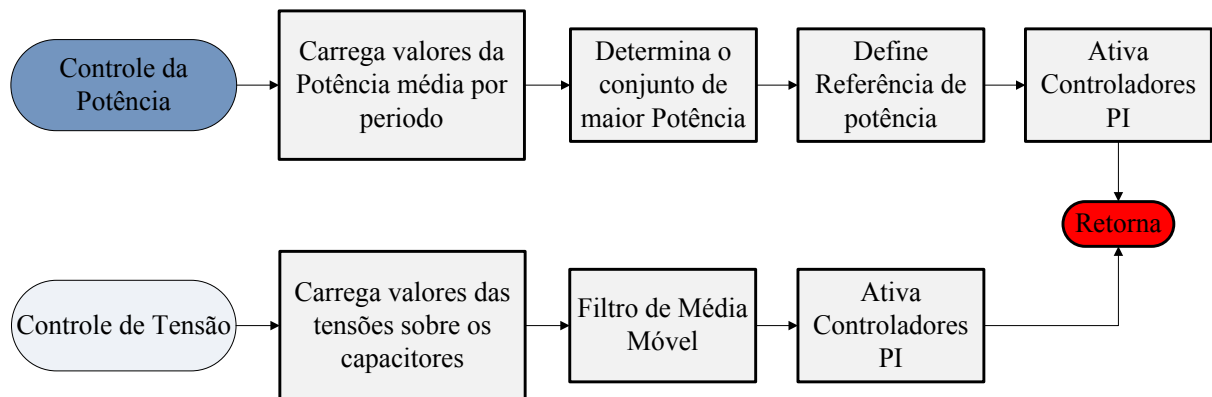 Controle da
Potência
Carrega valores da
Potência média por
periodo
Determina o
conjunto de
maior Potência
Define
Referência de
potência
Ativa
Controladores
PI
Retorna
Controle de Tensão
Carrega valores das
tensões sobre os
capacitores
Filtro de Média
Móvel
Ativa
Controladores
PI